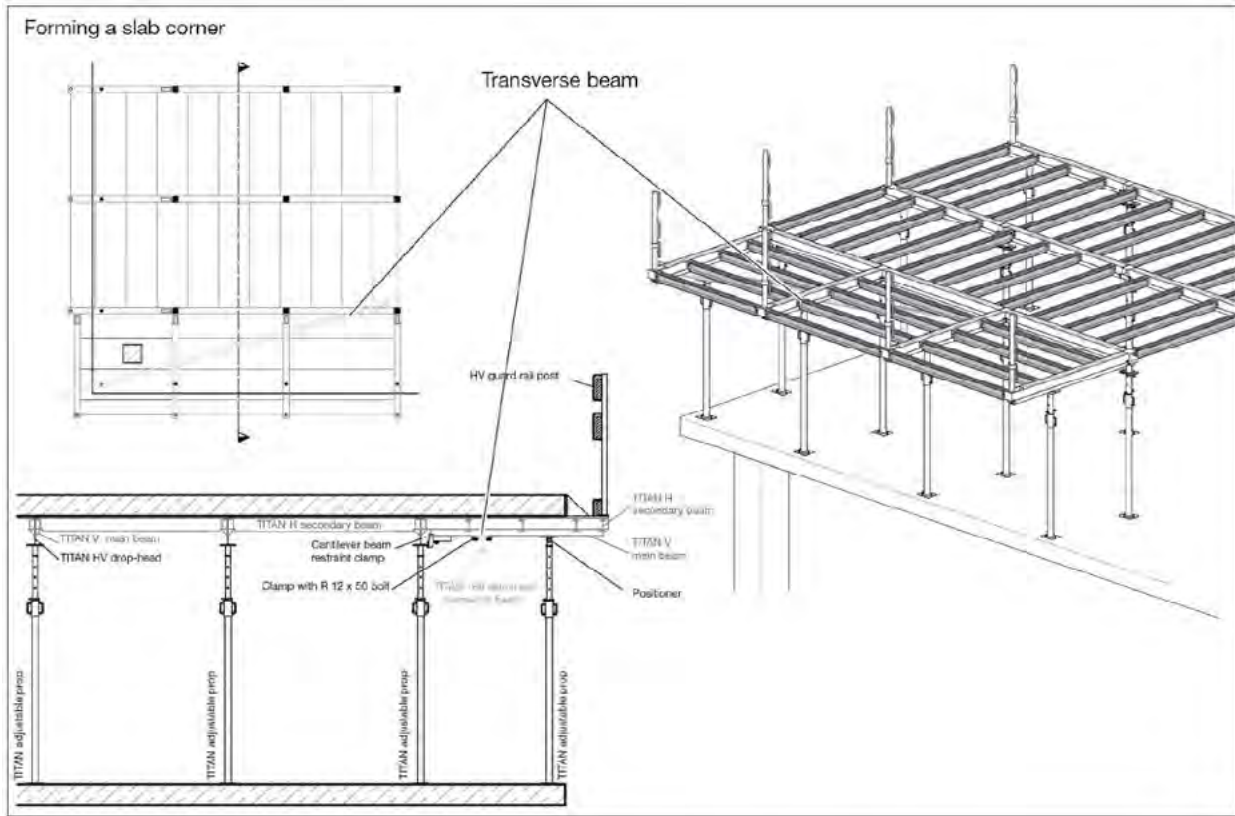 Forming a slab corner
Transverse beam
HV guard rail post
TITAN H
secondary beam
TITAN H secondary beam
TITAN V main beam
TITAN HV drop-head
Cantilever beam
restraint clamp
TITAN V
main beam
Clamp with R 12 x 50 bolt
Positioner
TITAN adjustable prop
TITAN adjustable prop
TITAN adjustable prop
TITAN adjustable prop